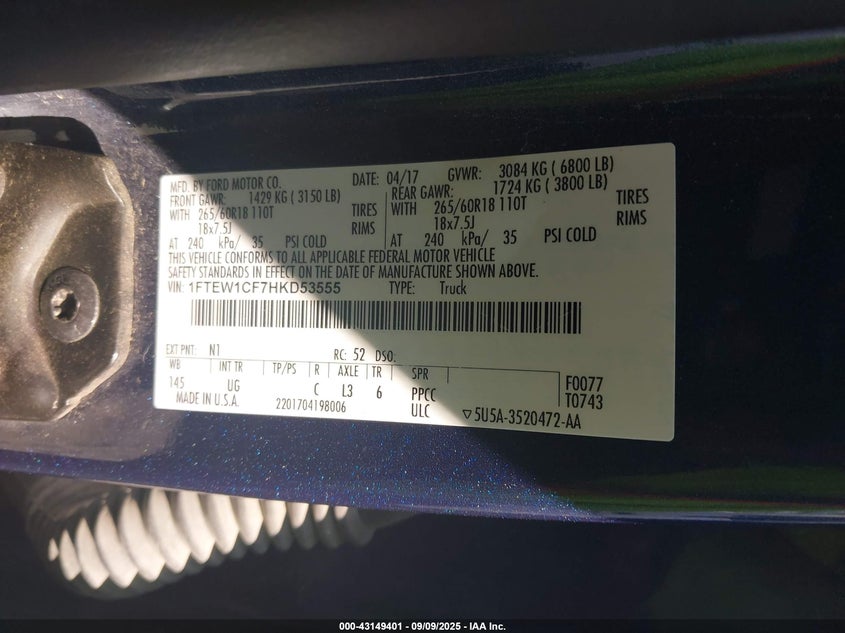 MFD. BY FORD MOTOR CO. DATE: 04/17 GVWR: 3084 KG ( 6800 LB)
FRONT GAWR: 1429 KG ( 3150 LB) REAR GAWR: 1724 KG ( 3800 LB)
WITH 265/60R18 110T TIRES WITH 265/60R18 110T TIRES
18x7.5J RIMS 18x7.5J RIMS
AT 240 kPa/ 35 PSI COLD AT 240 kPa/ 35 PSI COLD
THIS VEHICLE CONFORMS TO ALL APPLICABLE FEDERAL MOTOR VEHICLE
SAFETY STANDARDS IN EFFECT ON THE DATE OF MANUFACTURE SHOWN ABOVE.
VIN: 1FTEW1CF7HKD53555 TYPE: Truck
EXT PNT: N1 RC: 52 DSO:
WB INT TR TP/PS R AXLE TR SPR
145 UG C L3 6 PPCC F0077
MADE IN U.S.A. 2201704198006 ULC ▽5U5A-3520472-AA T0743
000-43149401 - 09/09/2025 - IAA Inc.